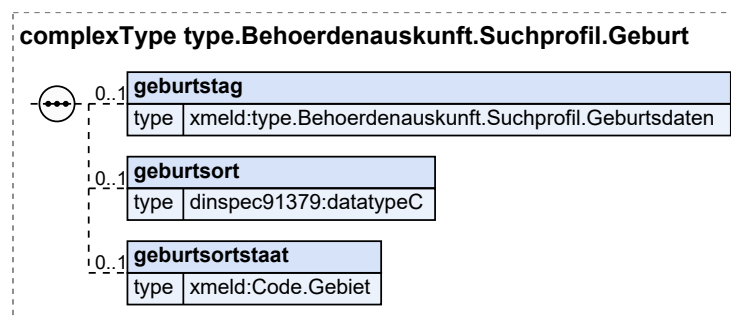 complexType type.Behoerdenauskunft.Suchprofil.Geburt
0..1 geburtstag
type xmeld:type.Behoerdenauskunft.Suchprofil.Geburtsdaten
0..1 geburtsort
type dinspec91379:datatypeC
0..1 geburtsortstaat
type xmeld:Code.Gebiet